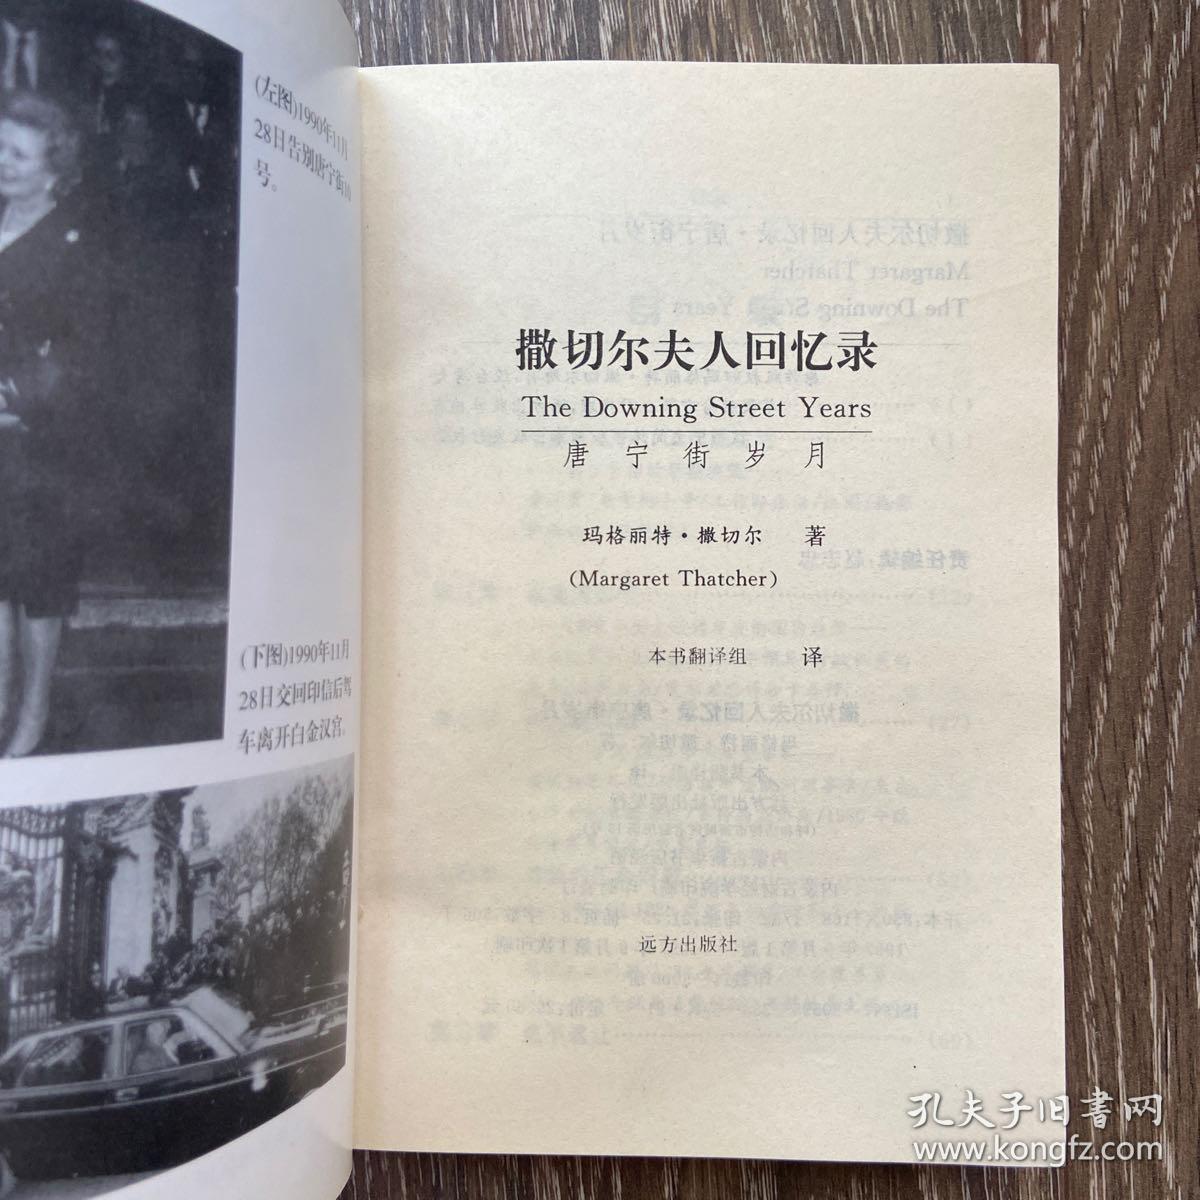 (左图)1990年11月
28日告别唐宁街10
号。
(下图)1990年11月
28日交回印信后驾
车离开白金汉宫。
撒切尔夫人回忆录
The Downing Street Years
唐宁街岁月
玛格丽特·撒切尔 著
(Margaret Thatcher)
本书翻译组 译
远方出版社
孔夫子旧书网
www.kongfz.com